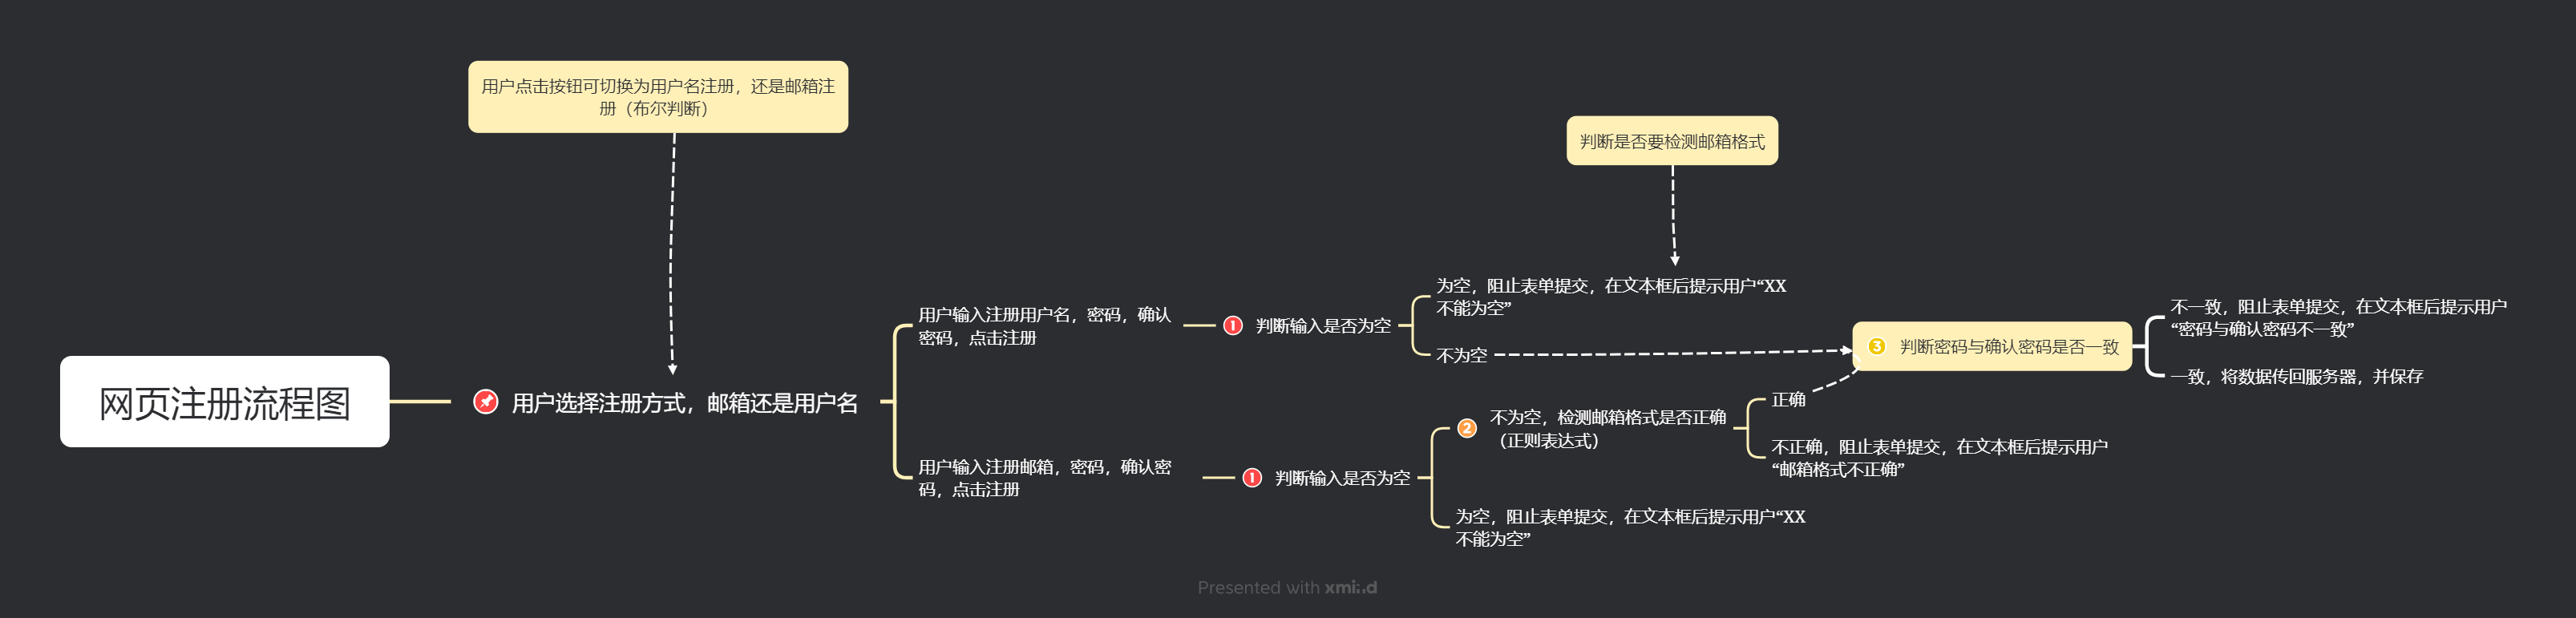 用户点击按钮可切换为用户名注册，还是邮箱注
册（布尔判断）
判断是否要检测邮箱格式
网页注册流程图
用户选择注册方式，邮箱还是用户名
用户输入注册用户名，密码，确认
密码，点击注册
1 判断输入是否为空
为空，阻止表单提交，在文本框后提示用户“XX
不能为空”
不为空
3 判断密码与确认密码是否一致
不一致，阻止表单提交，在文本框后提示用户
“密码与确认密码不一致”
一致，将数据传回服务器，并保存
用户输入注册邮箱，密码，确认密
码，点击注册
1 判断输入是否为空
2 不为空，检测邮箱格式是否正确
（正则表达式）
正确
不正确，阻止表单提交，在文本框后提示用户
“邮箱格式不正确”
为空，阻止表单提交，在文本框后提示用户“XX
不能为空”
Presented with xmind